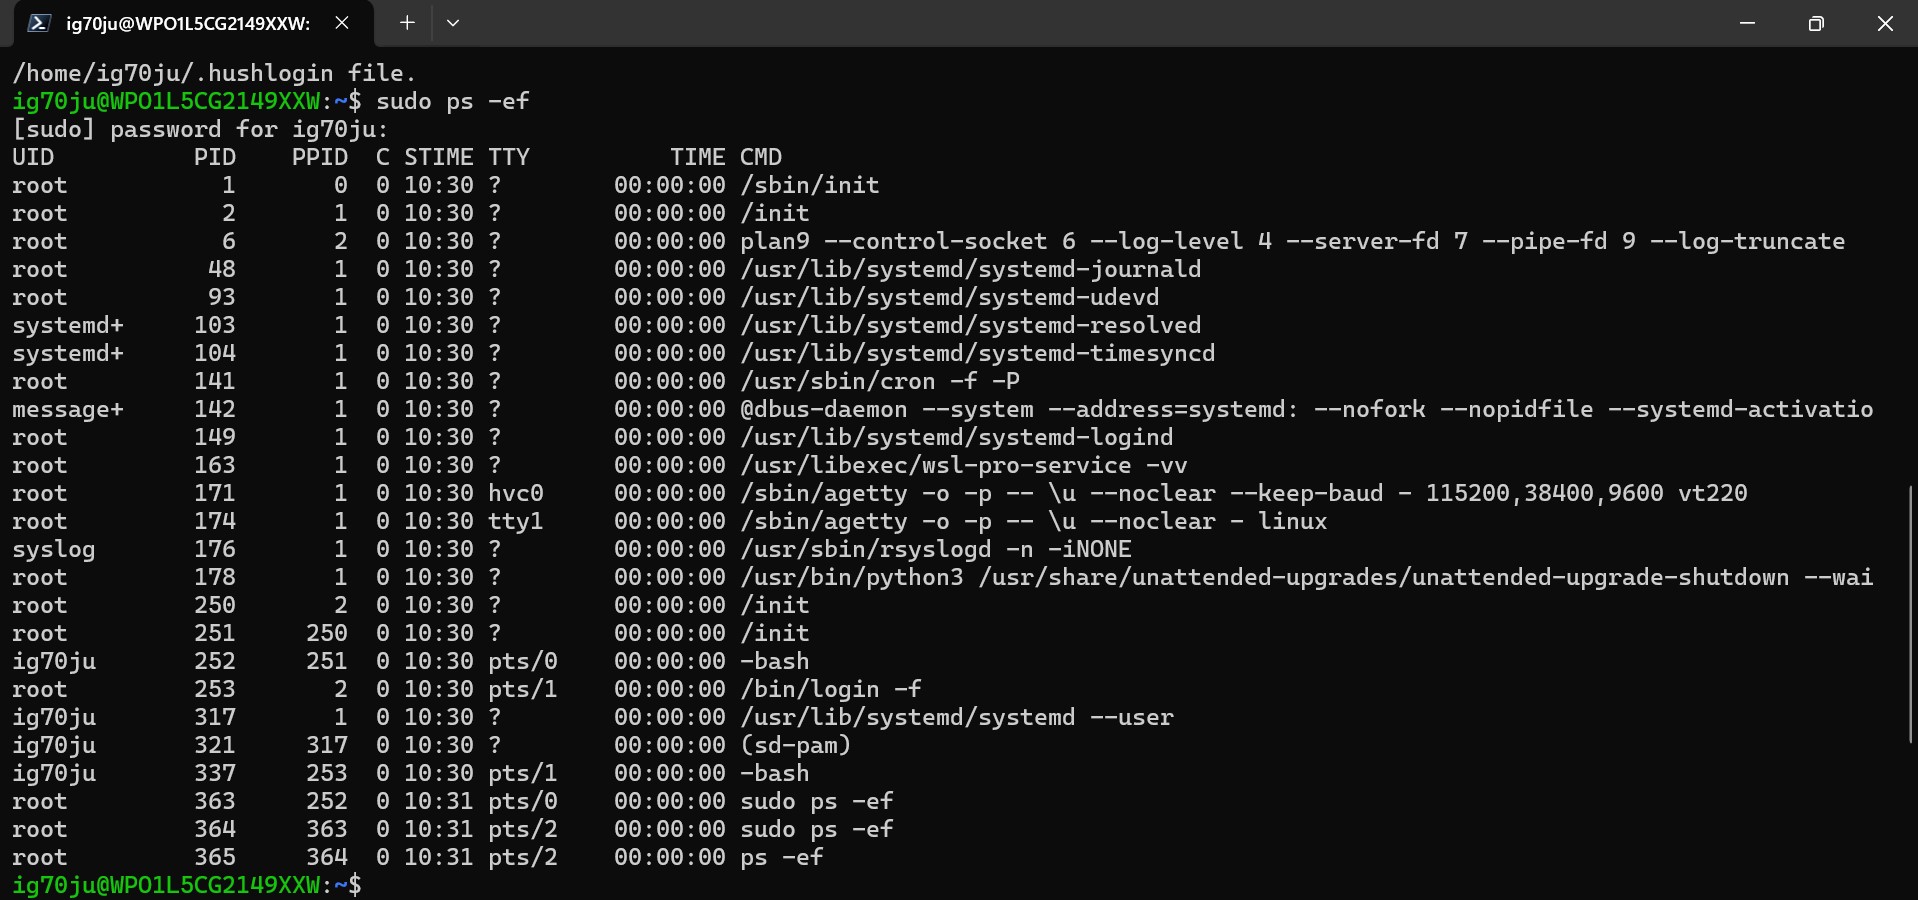 ig70ju@WPO1L5CG2149XXW:
/home/ig70ju/.hushlogin file.
ig70ju@WPO1L5CG2149XXW:~$ sudo ps -ef
[sudo] password for ig70ju:
UID          PID    PPID  C STIME TTY          TIME CMD
root           1       0  0 10:30 ?        00:00:00 /sbin/init
root           2       1  0 10:30 ?        00:00:00 /init
root           6       2  0 10:30 ?        00:00:00 plan9 --control-socket 6 --log-level 4 --server-fd 7 --pipe-fd 9 --log-truncate
root          48       1  0 10:30 ?        00:00:00 /usr/lib/systemd/systemd-journald
root          93       1  0 10:30 ?        00:00:00 /usr/lib/systemd/systemd-udevd
systemd+     103       1  0 10:30 ?        00:00:00 /usr/lib/systemd/systemd-resolved
systemd+     104       1  0 10:30 ?        00:00:00 /usr/lib/systemd/systemd-timesyncd
root         141       1  0 10:30 ?        00:00:00 /usr/sbin/cron -f -P
message+     142       1  0 10:30 ?        00:00:00 @dbus-daemon --system --address=systemd: --nofork --nopidfile --systemd-activatio
root         149       1  0 10:30 ?        00:00:00 /usr/lib/systemd/systemd-logind
root         163       1  0 10:30 ?        00:00:00 /usr/libexec/wsl-pro-service -vv
root         171       1  0 10:30 hvc0     00:00:00 /sbin/agetty -o -p -- \u --noclear --keep-baud - 115200,38400,9600 vt220
root         174       1  0 10:30 tty1     00:00:00 /sbin/agetty -o -p -- \u --noclear - linux
syslog       176       1  0 10:30 ?        00:00:00 /usr/sbin/rsyslogd -n -iNONE
root         178       1  0 10:30 ?        00:00:00 /usr/bin/python3 /usr/share/unattended-upgrades/unattended-upgrade-shutdown --wai
root         250       2  0 10:30 ?        00:00:00 /init
root         251     250  0 10:30 ?        00:00:00 /init
ig70ju       252     251  0 10:30 pts/0    00:00:00 -bash
root         253       2  0 10:30 pts/1    00:00:00 /bin/login -f
ig70ju       317       1  0 10:30 ?        00:00:00 /usr/lib/systemd/systemd --user
ig70ju       321     317  0 10:30 ?        00:00:00 (sd-pam)
ig70ju       337     253  0 10:30 pts/1    00:00:00 -bash
root         363     252  0 10:31 pts/0    00:00:00 sudo ps -ef
root         364     363  0 10:31 pts/2    00:00:00 sudo ps -ef
root         365     364  0 10:31 pts/2    00:00:00 ps -ef
ig70ju@WPO1L5CG2149XXW:~$